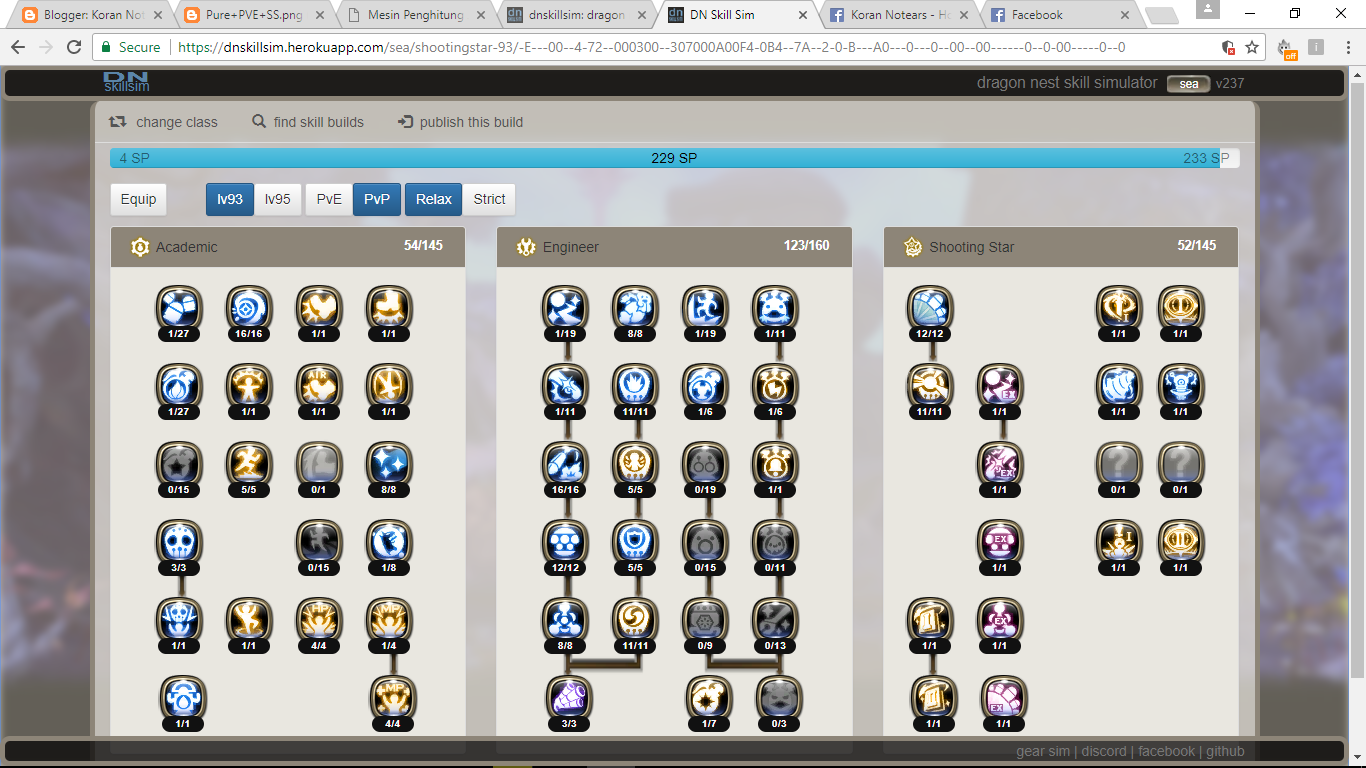 Blogger: Koran Not
Pure+PVE+SS.png
Mesin Penghitung
dnskillsim: dragon
DN Skill Sim
Koran Notears - Ho
Facebook
Secure
https://dnskillsim.herokuapp.com/sea/shootingstar-93/-E---00--4-72--000300--307000A00F4-0B4--7A--2-0-B---A0---0---0--00--00------0--0-00-----0--0
off
DN
skillsim
dragon nest skill simulator sea v237
change class find skill builds publish this build
4 SP 229 SP 233 SP
Equip lv93 lv95 PvE PvP Relax Strict
Academic 54/145
1/27 16/16 1/1 1/1
AIR
1/27 1/1 1/1 1/1
0/15 5/5 0/1 8/8
3/3 0/15 1/8
HP MP
1/1 1/1 4/4 1/4
+MP
1/1 4/4
Engineer 123/160
1/19 8/8 1/19 1/11
1/11 11/11 1/6 1/6
16/16 5/5 0/19 1/1
12/12 5/5 0/15 0/11
8/8 11/11 0/9 0/13
3/3 1/7 0/3
Shooting Star 52/145
I
12/12 1/1 1/1
EX
11/11 1/1 1/1 1/1
EX ? ?
1/1 0/1 0/1
EX I
1/1 1/1 1/1
EX
1/1 1/1
EX
1/1 1/1
gear sim | discord | facebook | github